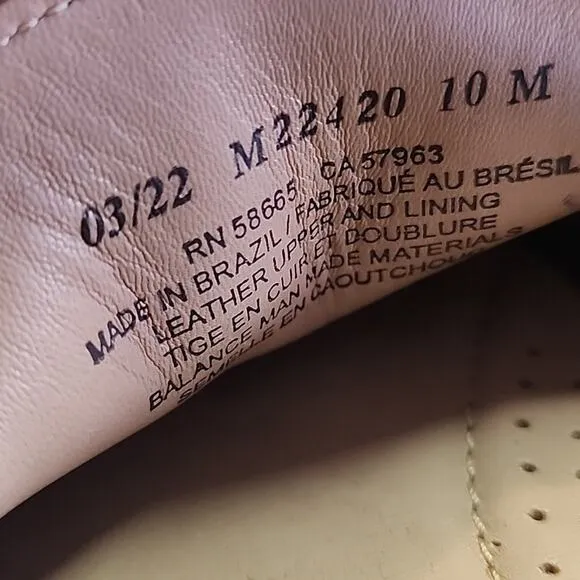 03/22 M22420 10 M
RN 58665 CA 57963
MADE IN BRAZIL / FABRIQUÉ AU BRÉSIL
LEATHER UPPER AND LINING
TIGE EN CUIR ET DOUBLURE
BALANCE MAN MADE MATERIALS
SEMELLE EN CAOUTCHOU